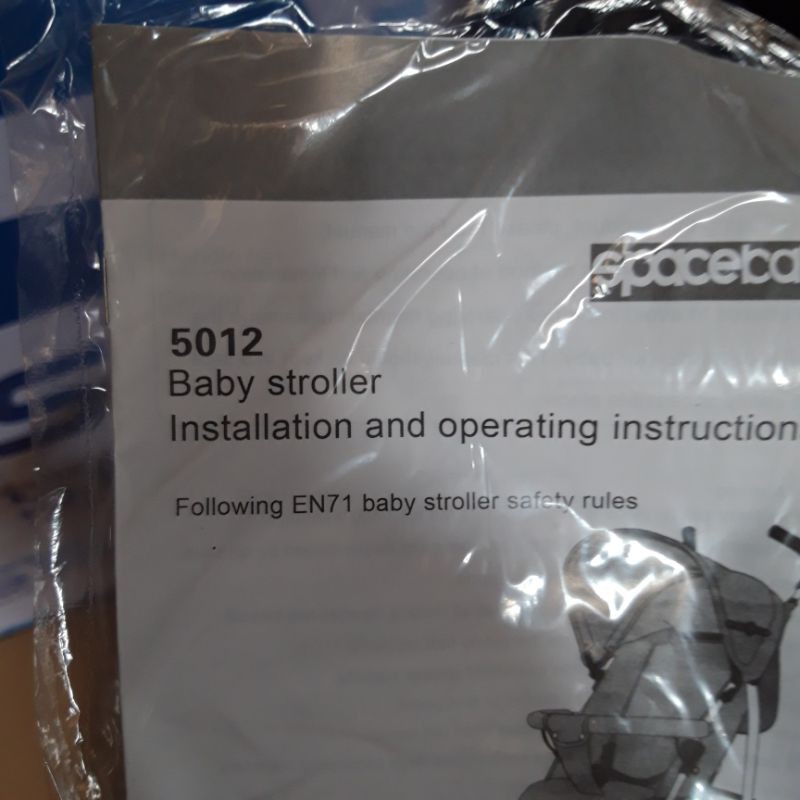 spaceba
5012
Baby stroller
Installation and operating instruction
Following EN71 baby stroller safety rules